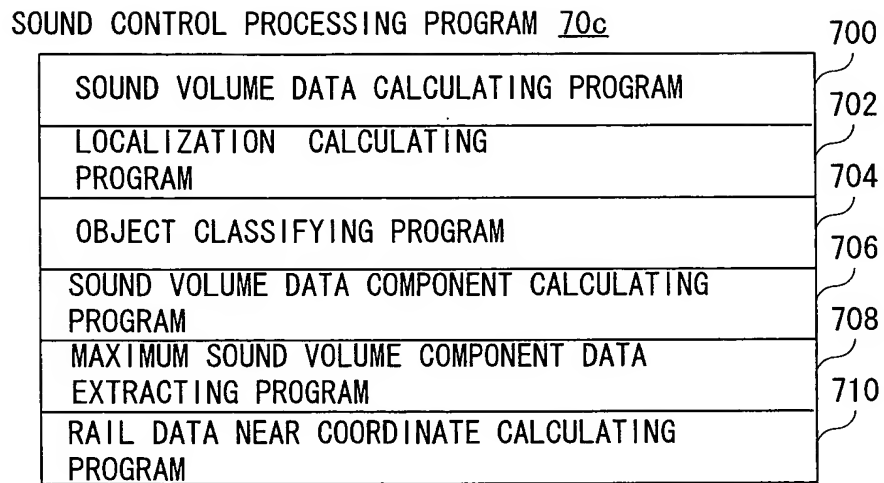 SOUND CONTROL PROCESSING PROGRAM 70c
700
SOUND VOLUME DATA CALCULATING PROGRAM
702
LOCALIZATION CALCULATING
PROGRAM
704
OBJECT CLASSIFYING PROGRAM
706
SOUND VOLUME DATA COMPONENT CALCULATING
PROGRAM
708
MAXIMUM SOUND VOLUME COMPONENT DATA
EXTRACTING PROGRAM
710
RAIL DATA NEAR COORDINATE CALCULATING
PROGRAM